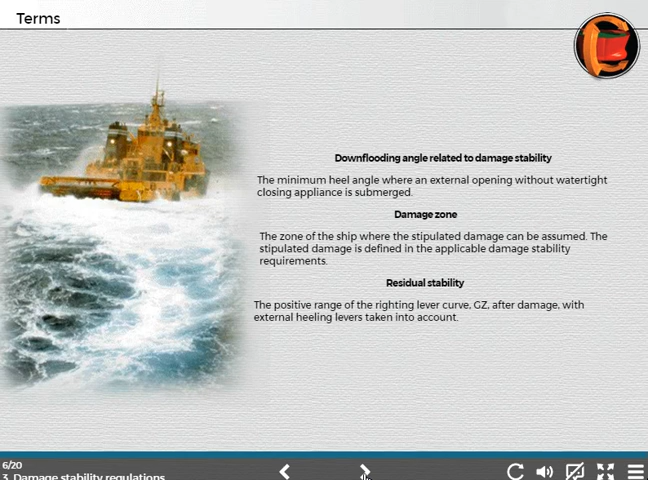 Terms
Downflooding angle related to damage stability
The minimum heel angle where an external opening without watertight
closing appliance is submerged.
Damage zone
The zone of the ship where the stipulated damage can be assumed. The
stipulated damage is defined in the applicable damage stability
requirements.
Residual stability
The positive range of the righting lever curve, GZ, after damage, with
external heeling levers taken into account.
6/20
3. Damage stability regulations